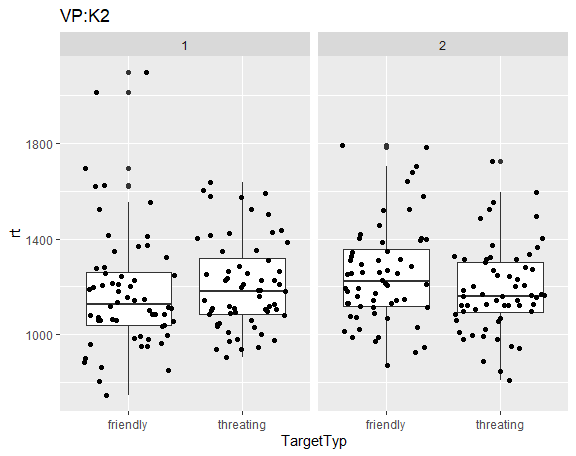 VP:K2
1 2
rt
1800
1400
1000
friendly threating friendly threating
TargetTyp